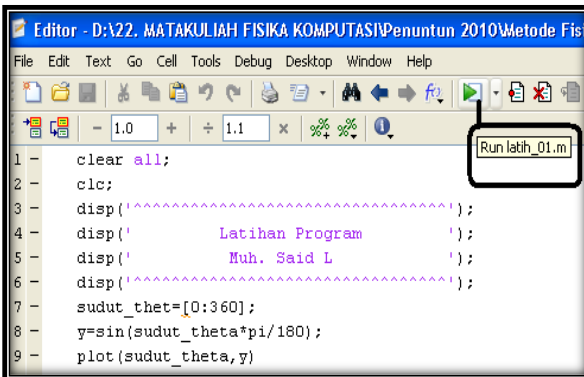 Editor - D:\22. MATAKULIAH FISIKA KOMPUTASI\Penuntun 2010\Metode Fis
File Edit Text Go Cell Tools Debug Desktop Window Help
- 1.0 + ÷ 1.1 ×
Run latih_01.m
1 - clear all;
2 - clc;
3 - disp('^^^^^^^^^^^^^^^^^^^^^^^^^^^^^^^^^^');
4 - disp('          Latihan Program          ');
5 - disp('           Muh. Said L             ');
6 - disp('^^^^^^^^^^^^^^^^^^^^^^^^^^^^^^^^^^');
7 - sudut_thet=[0:360];
8 - y=sin(sudut_theta*pi/180);
9 - plot(sudut_theta,y)